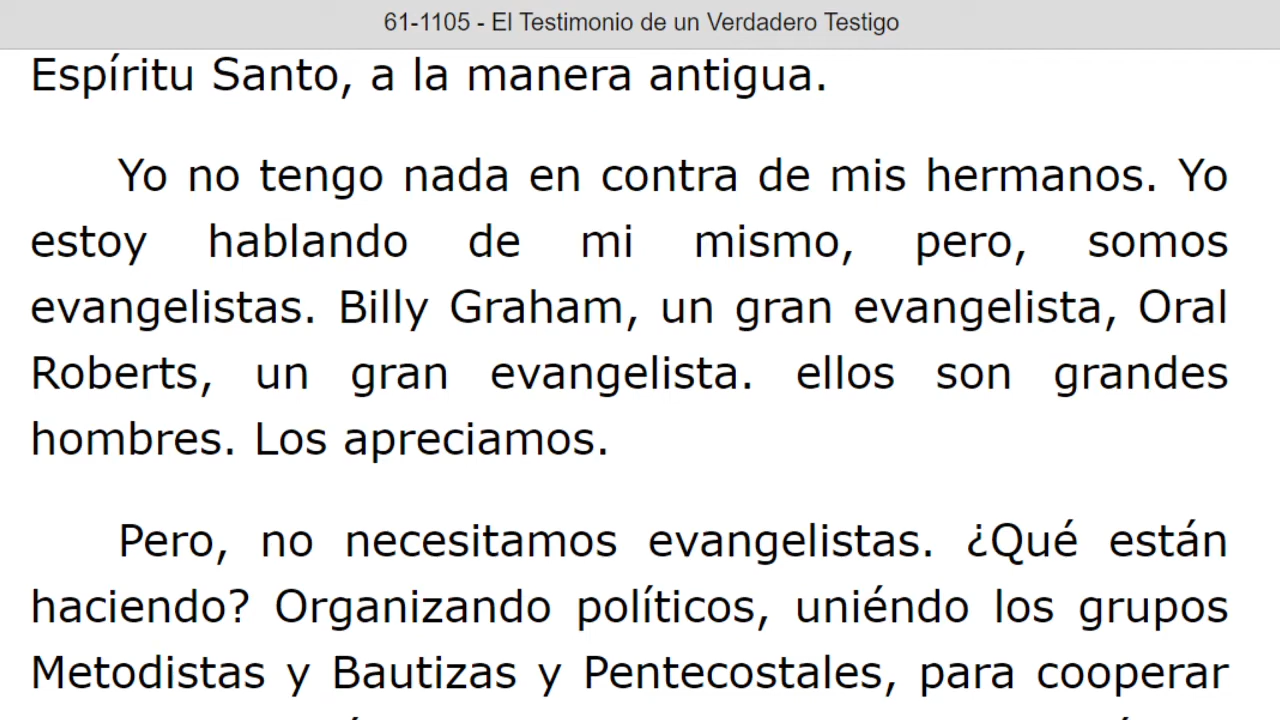 61-1105 - El Testimonio de un Verdadero Testigo
Espíritu Santo, a la manera antigua.
Yo no tengo nada en contra de mis hermanos. Yo
estoy hablando de mi mismo, pero, somos
evangelistas. Billy Graham, un gran evangelista, Oral
Roberts, un gran evangelista. ellos son grandes
hombres. Los apreciamos.
Pero, no necesitamos evangelistas. ¿Qué están
haciendo? Organizando políticos, uniéndo los grupos
Metodistas y Bautizas y Pentecostales, para cooperar